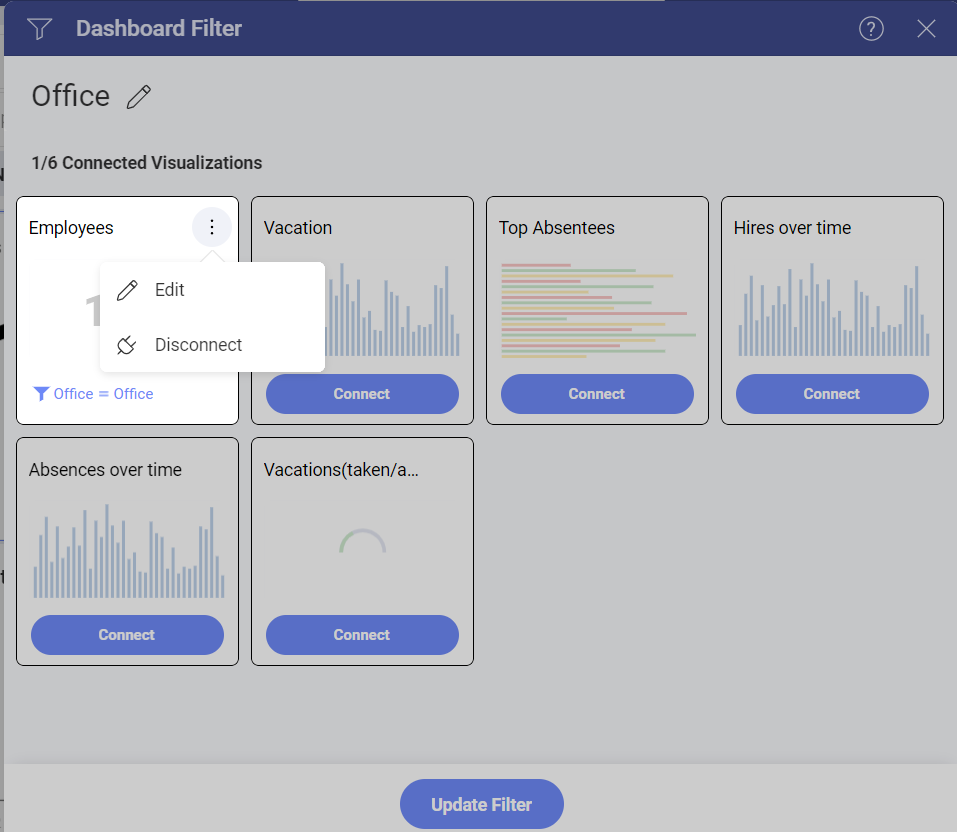 Dashboard Filter
?
Office
1/6 Connected Visualizations
Employees
Vacation
Top Absentees
Hires over time
Edit
Disconnect
Office = Office
Connect
Connect
Connect
Absences over time
Vacations(taken/a...
Connect
Connect
Update Filter